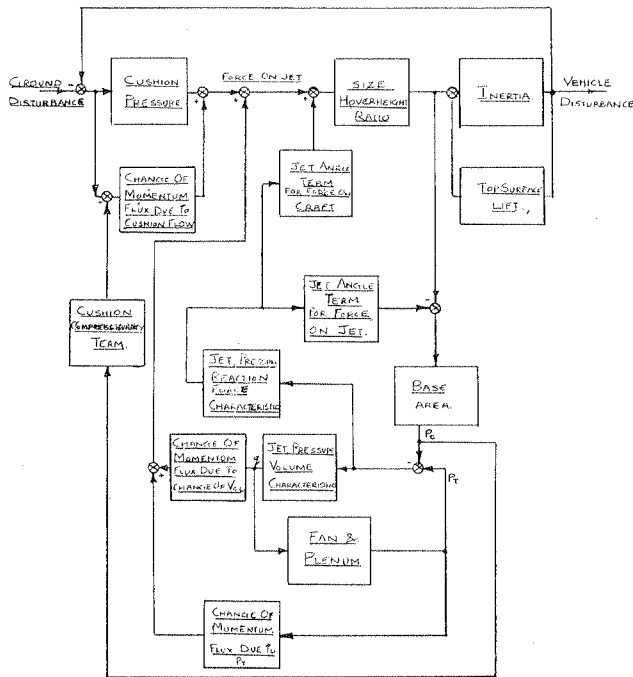 GROUND
DISTURBANCE
CUSHION
PRESSURE
FORCE ON JET
SIZE
HOVERHEIGHT
RATIO
INERTIA
VEHICLE
DISTURBANCE
TOP SURFACE
LIFT
CHANGE OF
MOMENTUM
FLUX DUE TO
CUSHION FLOW
JET ANGLE
TERM
FOR FORCE ON
CRAFT
CUSHION
COMPRESSIBILITY
TERM.
JET ANGLE
TERM
FOR FORCE
ON JET.
JET PRESSURE
REACTION
FORCE
CHARACTERISTIC
BASE
AREA.
Pc
CHANGE OF
MOMENTUM
FLUX DUE TO
CHANGE OF VOL
q
JET PRESSURE
VOLUME
CHARACTERISTIC
PT
FAN &
PLENUM
CHANGE OF
MOMENTUM
FLUX DUE TO
PT